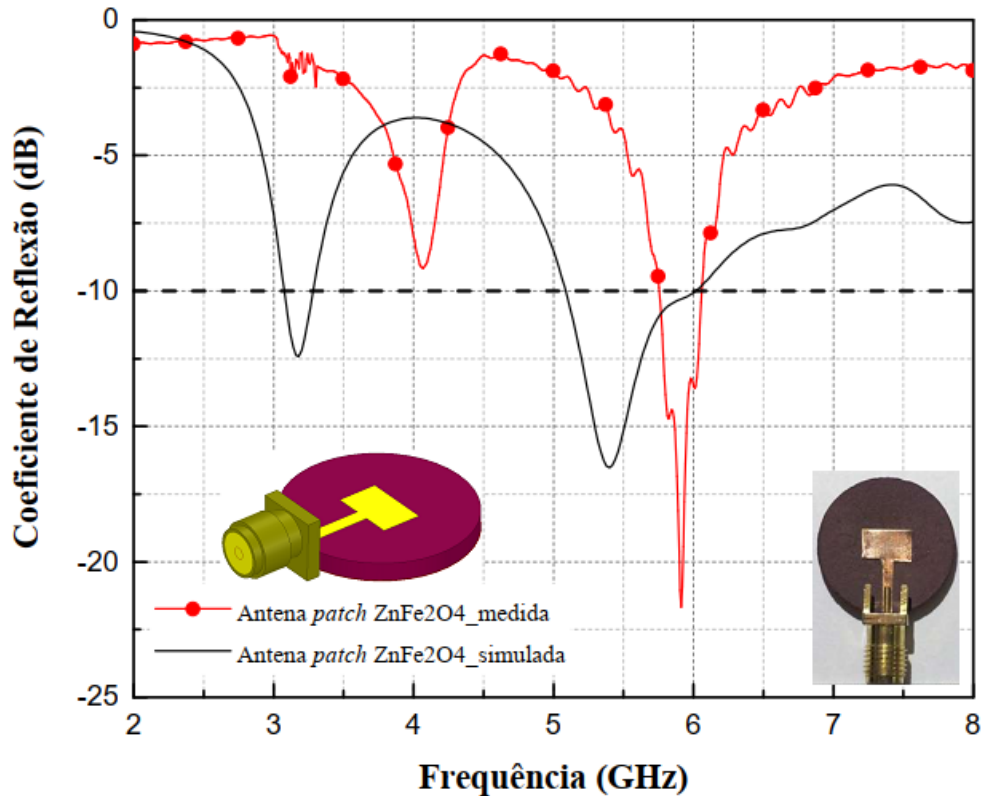 0
-5
-10
-15
-20
-25
Coeficiente de Reflexão (dB)
Antena patch ZnFe2O4_medida
Antena patch ZnFe2O4_simulada
2 3 4 5 6 7 8
Frequência (GHz)